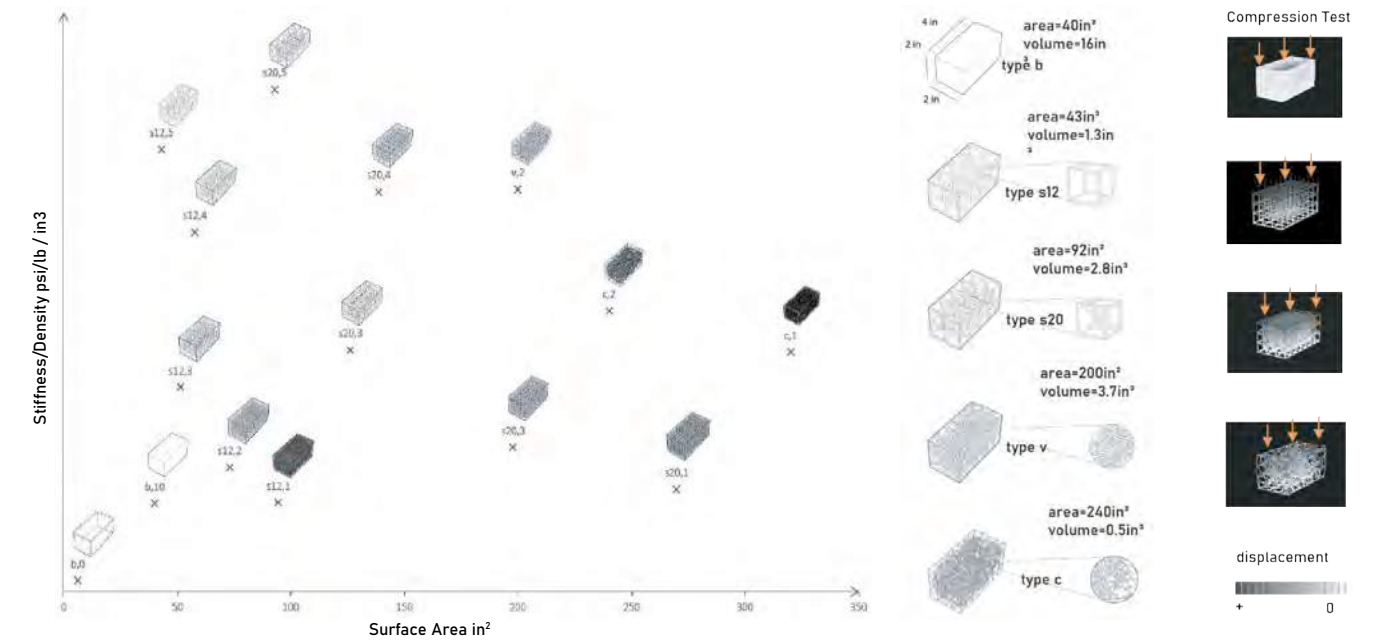 Stiffness/Density psi/lb / in3
s20,5
s12,5
s12,4
s20,4
v,2
c,2
c,1
s20,3
s12,3
s20,3
s12,2
s20,1
b,10
s12,1
b,0
0
50
100
150
200
250
300
350
Surface Area in²
4 in
2 in
2 in
area=40in²
volume=16in
³
type b
area=43in²
volume=1.3in
³
type s12
area=92in²
volume=2.8in³
type s20
area=200in²
volume=3.7in³
type v
area=240in²
volume=0.5in³
type c
Compression Test
displacement
+ 0